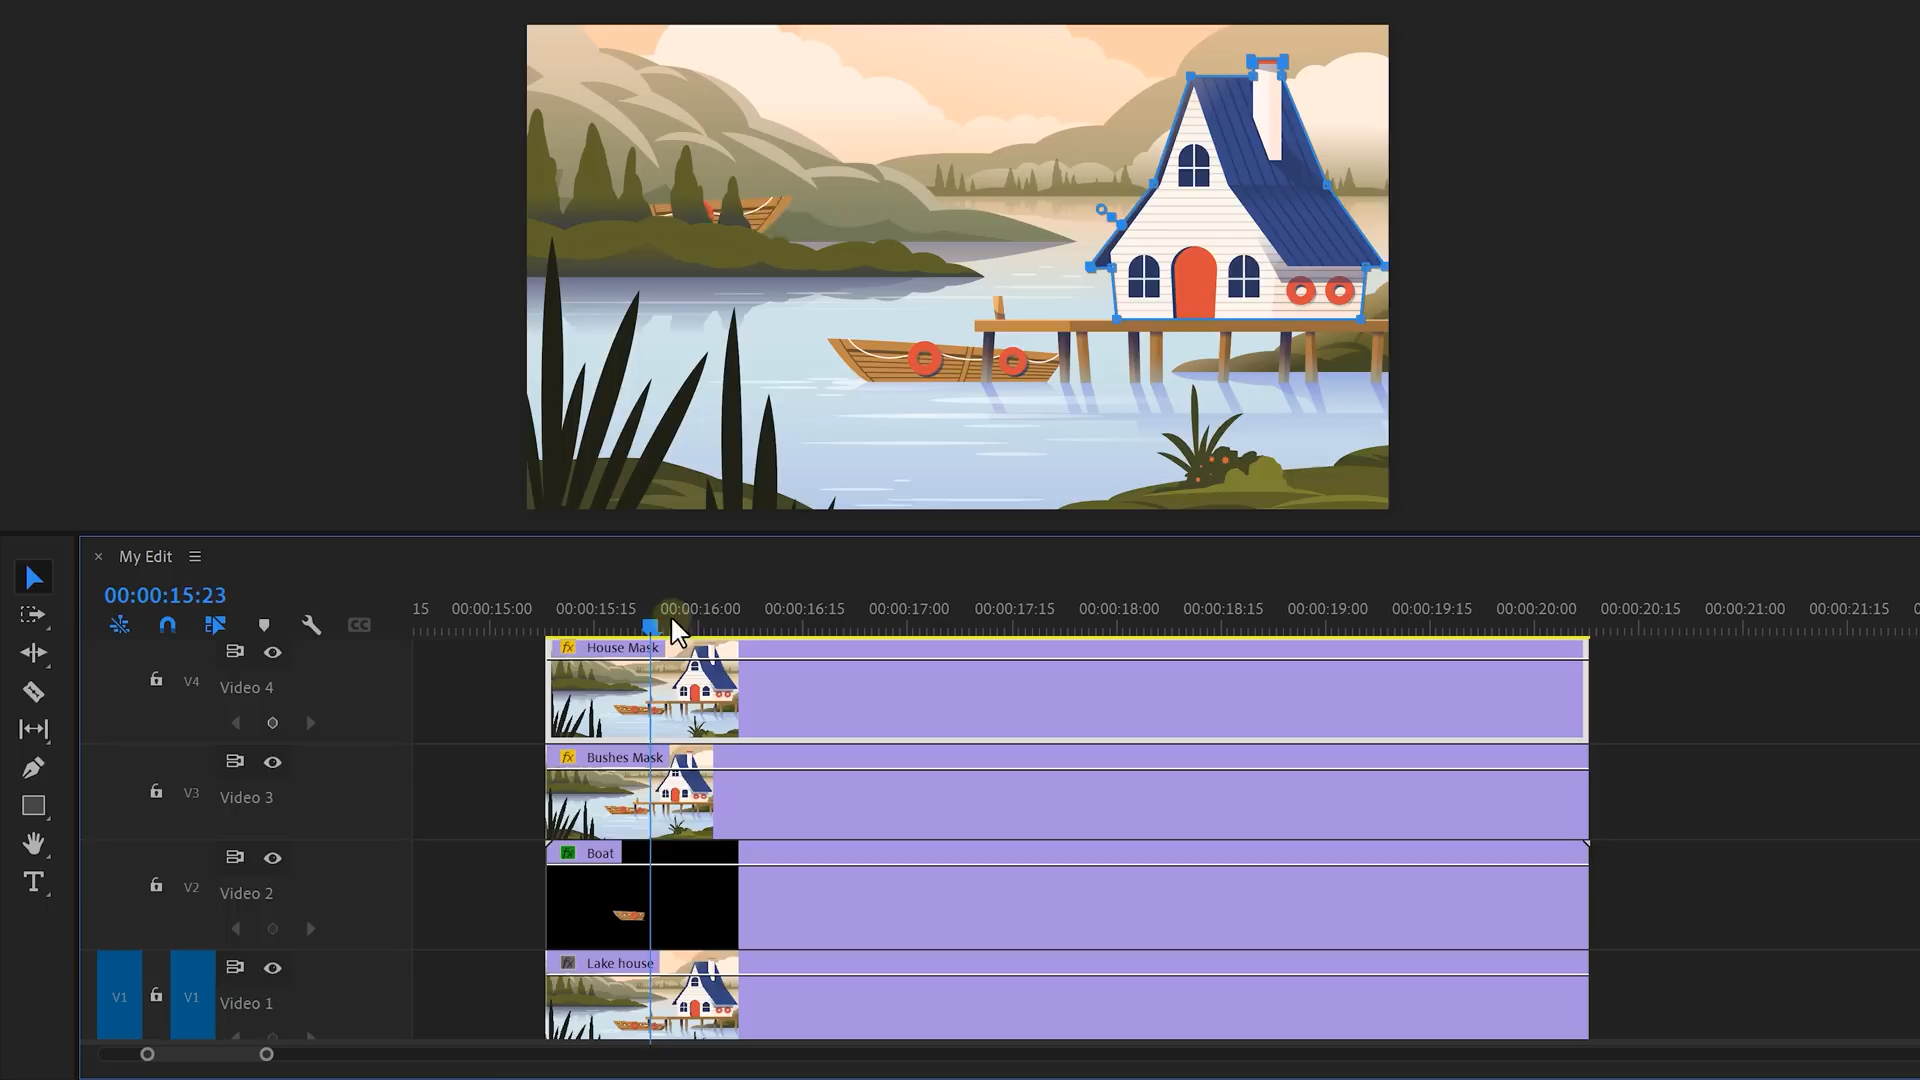 × My Edit
00:00:15:23
15 00:00:15:00 00:00:15:15 00:00:16:00 00:00:16:15 00:00:17:00 00:00:17:15 00:00:18:00 00:00:18:15 00:00:19:00 00:00:19:15 00:00:20:00 00:00:20:15 00:00:21:00 00:00:21:15 0
CC
fx House Mask
V4 Video 4
fx Bushes Mask
V3 Video 3
fx Boat
V2 Video 2
fx Lake house
V1 V1 Video 1
T